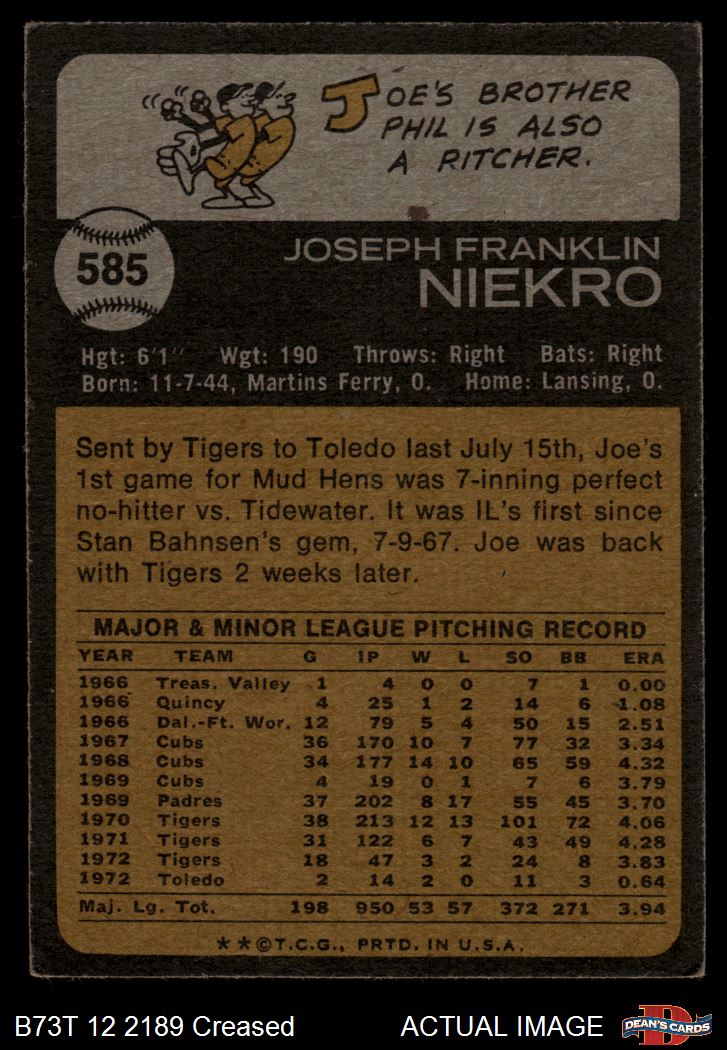 JOE'S BROTHER
PHIL IS ALSO
A PITCHER.
585
JOSEPH FRANKLIN
NIEKRO
Hgt: 6'1" Wgt: 190 Throws: Right Bats: Right
Born: 11-7-44, Martins Ferry, O. Home: Lansing, O.
Sent by Tigers to Toledo last July 15th, Joe's
1st game for Mud Hens was 7-inning perfect
no-hitter vs. Tidewater. It was IL's first since
Stan Bahnsen's gem, 7-9-67. Joe was back
with Tigers 2 weeks later.
MAJOR & MINOR LEAGUE PITCHING RECORD
YEAR TEAM G IP W L SO BB ERA
1966 Treas. Valley 1 4 0 0 7 1 0.00
1966 Quincy 4 25 1 2 14 6 1.08
1966 Dal.-Ft. Wor. 12 79 5 4 50 15 2.51
1967 Cubs 36 170 10 7 77 32 3.34
1968 Cubs 34 177 14 10 65 59 4.32
1969 Cubs 4 19 0 1 7 6 3.79
1969 Padres 37 202 8 17 55 45 3.70
1970 Tigers 38 213 12 13 101 72 4.06
1971 Tigers 31 122 6 7 43 49 4.28
1972 Tigers 18 47 3 2 24 8 3.83
1972 Toledo 2 14 2 0 11 3 0.64
Maj. Lg. Tot. 198 950 53 57 372 271 3.94
**©T.C.G., PRTD. IN U.S.A.
B73T 12 2189 Creased ACTUAL IMAGE
D
DEAN'S CARDS